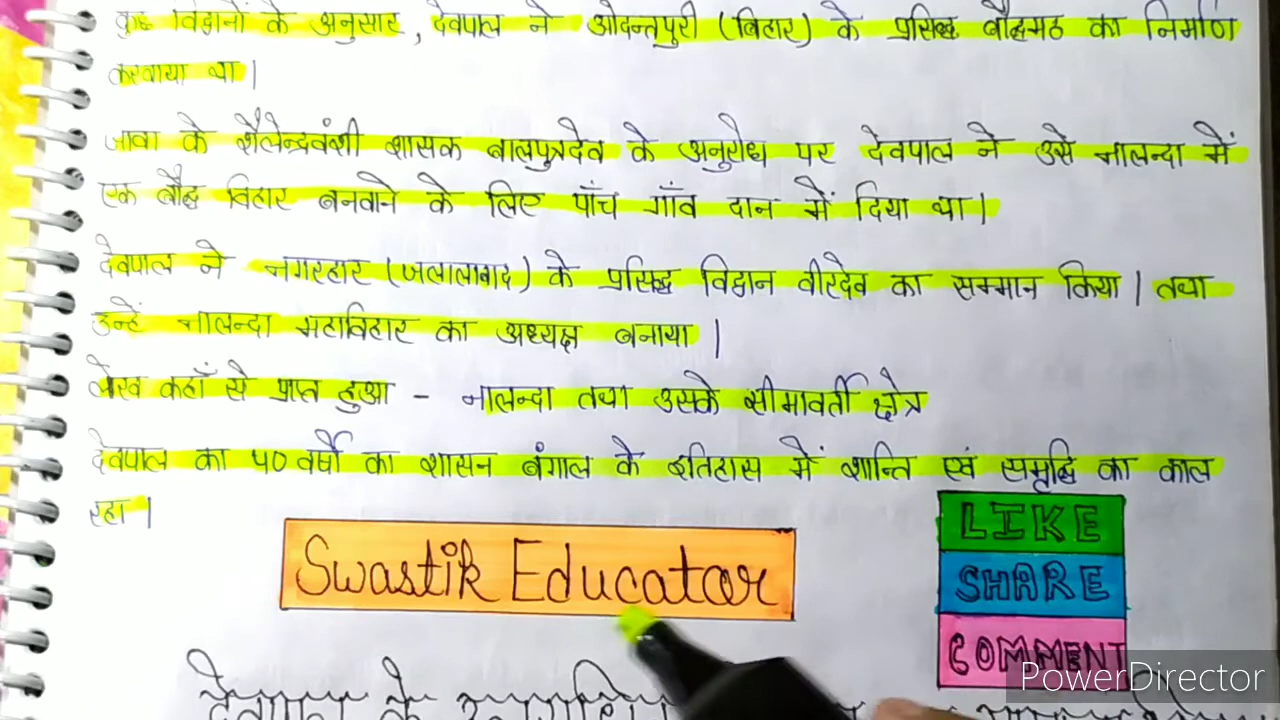 कुछ विद्वानों के अनुसार, देवपाल ने ओदन्तपुरी (बिहार) के प्रसिद्ध बौद्धमठ का निर्माण
करवाया था |
जावा के शैलेन्द्रवंशी शासक बालपुत्रदेव के अनुरोध पर देवपाल ने उसे नालन्दा में
एक बौद्ध विहार बनवाने के लिए पाँच गाँव दान में दिया था |
देवपाल ने नगरहार (जलालाबाद) के प्रसिद्ध विद्वान वीरदेव का सम्मान किया | तथा
उन्हें नालन्दा महाविहार का अध्यक्ष बनाया |
लेख कहाँ से प्राप्त हुआ - नालन्दा तथा उसके सीमावर्ती क्षेत्र
देवपाल का 40 वर्षों का शासन बंगाल के इतिहास में शान्ति एवं समृद्धि का काल
रहा |
Swastik Educator
LIKE
SHARE
COMMENT
PowerDirector
देवपाल के